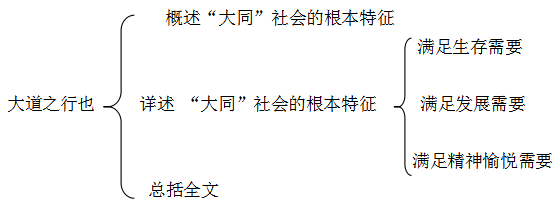 概述“大同”社会的根本特征
满足生存需要
大道之行也
详述 “大同”社会的根本特征
满足发展需要
满足精神愉悦需要
总括全文